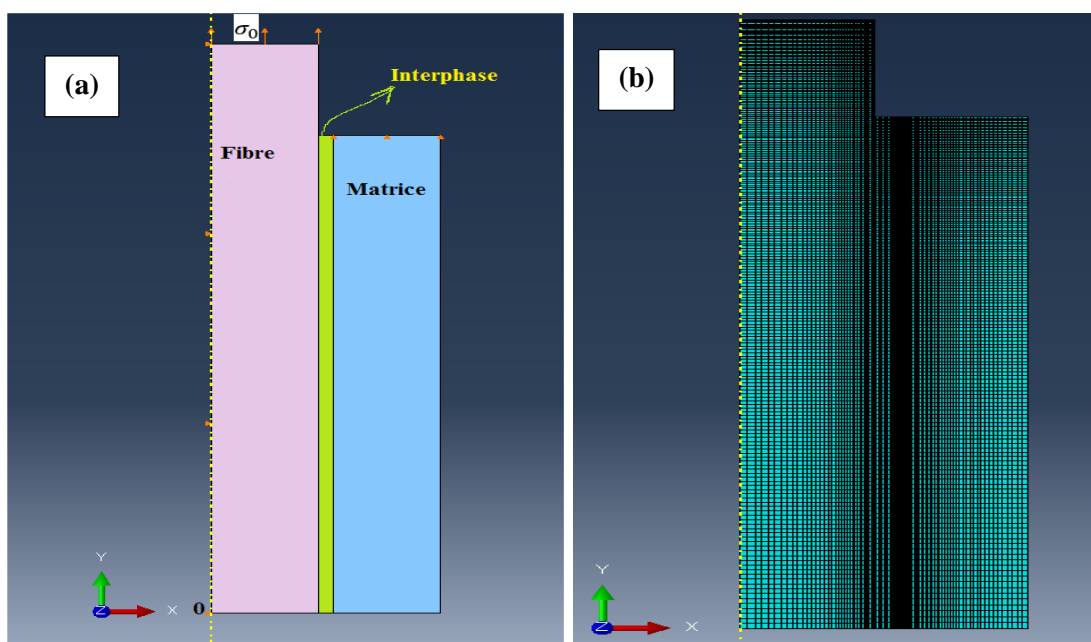 (a)
σ₀
Interphase
Fibre
Matrice
Y
Z
X
0
(b)
Y
Z
X